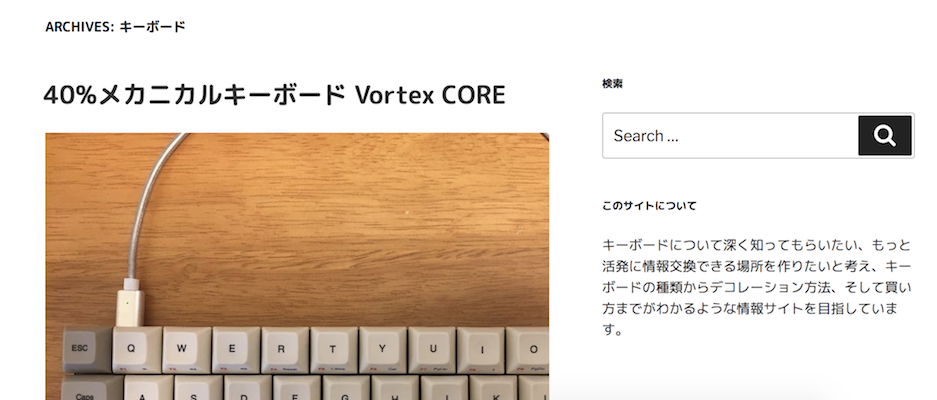 ARCHIVES: キーボード
40%メカニカルキーボード Vortex CORE
検索
Search ...
このサイトについて
キーボードについて深く知ってもらいたい、もっと
活発に情報交換できる場所を作りたいと考え、キー
ボードの種類からデコレーション方法、そして買い
方までがわかるような情報サイトを目指していま
す。
ESC Q W E R T Y U I O
Caps A S D F G H J K L